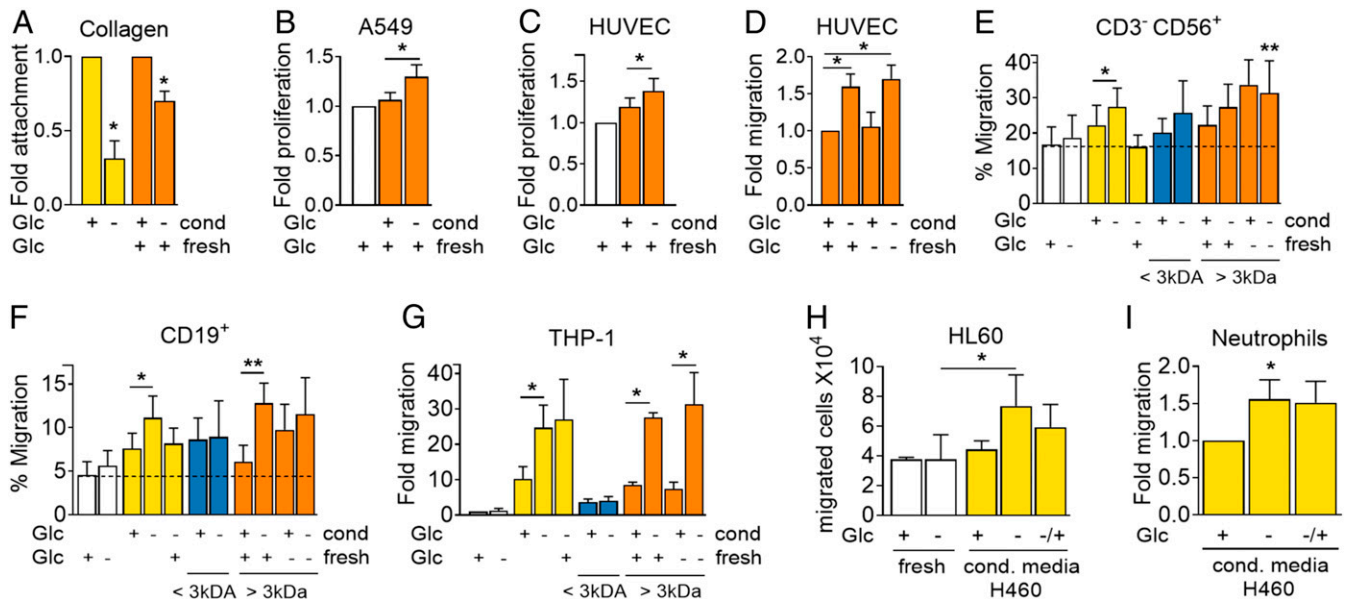 A
Collagen
Fold attachment
1.0
0.5
0.0
*
*
Glc + - + - cond
Glc + + fresh
B
A549
Fold proliferation
1.5
1.0
0.5
0.0
*
Glc + - cond
Glc + + + fresh
C
HUVEC
Fold proliferation
1.5
1.0
0.5
0.0
*
Glc + - cond
Glc + + + fresh
D
HUVEC
Fold migration
2.0
1.5
1.0
0.5
0.0
*
*
Glc + - + - cond
Glc + + - - fresh
E
CD3- CD56+
% Migration
40
30
20
10
0
*
**
Glc + - + - + - + - cond
Glc + - + + + - - fresh
< 3kDA > 3kDa
F
CD19+
% Migration
15
10
5
0
*
**
Glc + - + - + - + - cond
Glc + - + + + - - fresh
< 3kDA > 3kDa
G
THP-1
Fold migration
40
30
20
10
0
*
*
*
Glc + - + - + - + - cond
Glc + - + + + - - fresh
< 3kDA > 3kDa
H
HL60
migrated cells X104
8
6
4
2
0
*
Glc + - + - -/+
fresh cond. media
H460
I
Neutrophils
Fold migration
2.0
1.5
1.0
0.5
0.0
*
Glc + - -/+
cond. media
H460